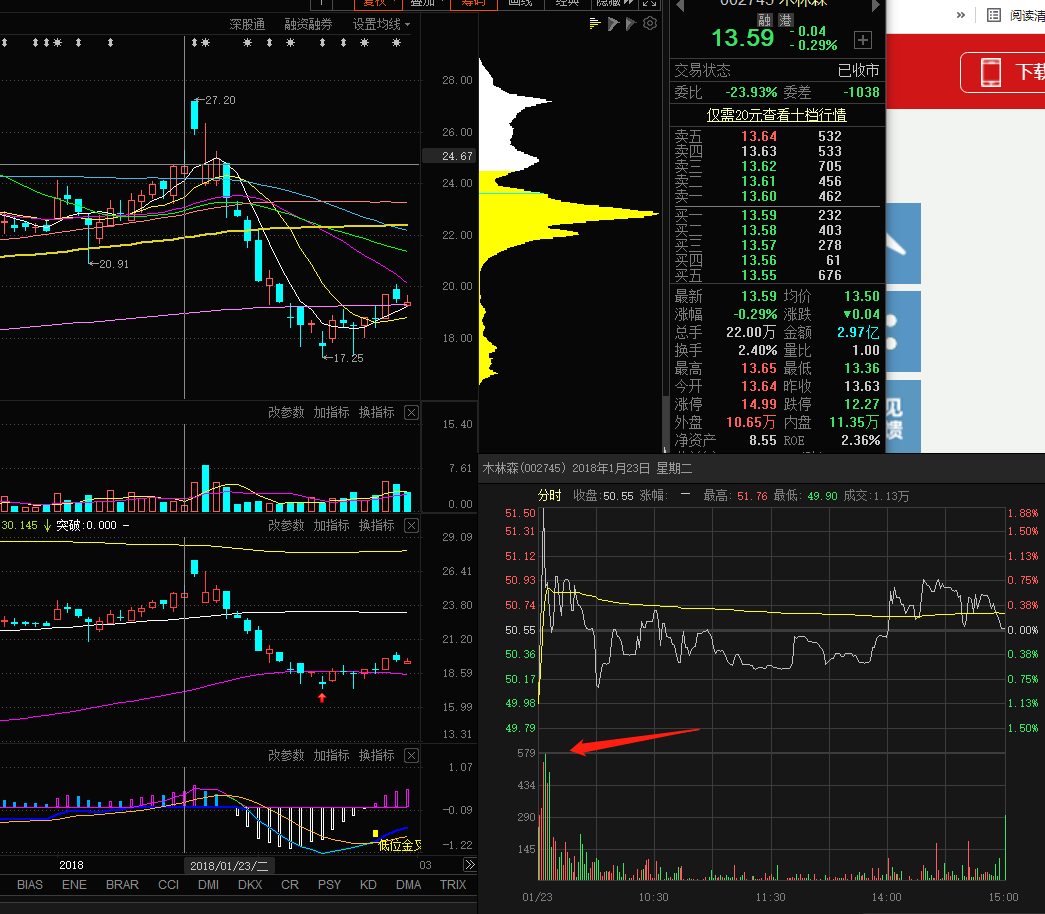 加
筹码
画线
经典
隐藏
深股通 融资融券 设置均线
28.00
26.00
24.67
24.00
22.00
20.00
18.00
27.20
20.91
17.25
改参数 加指标 换指标
15.40
7.61
0.00
30.145 ↓ 突破:0.000 −
改参数 加指标 换指标
29.09
26.41
23.80
21.20
18.59
15.99
13.31
改参数 加指标 换指标
1.07
-0.09
-1.22
低位金叉
2018 2018/01/23/二 03
BIAS ENE BRAR CCI DMI DKX CR PSY KD DMA TRIX
002745 木林森
融 港
13.59 -0.04
-0.29%
交易状态 已收市
委比 -23.93% 委差 -1038
仅需20元查看十档行情
卖五 13.64 532
卖四 13.63 533
卖三 13.62 705
卖二 13.61 456
卖一 13.60 462
买一 13.59 232
买二 13.58 403
买三 13.57 278
买四 13.56 61
买五 13.55 676
最新 13.59 均价 13.50
涨幅 -0.29% 涨跌 ▼0.04
总手 22.00万 金额 2.97亿
换手 2.40% 量比 1.00
最高 13.65 最低 13.36
今开 13.64 昨收 13.63
涨停 14.99 跌停 12.27
外盘 10.65万 内盘 11.35万
净资产 8.55 ROE 2.36%
» 阅读清
下载
见
馈
木林森(002745) 2018年1月23日 星期二
分时 收盘:50.55 涨幅: 一 最高: 51.76 最低: 49.90 成交:1.13万
51.50 1.88%
51.31 1.50%
51.12 1.13%
50.93 0.75%
50.74 0.38%
50.55 0.00%
50.36 0.38%
50.17 0.75%
49.98 1.13%
49.79 1.50%
579
434
290
145
01/23 10:30 11:30 14:00 15:00